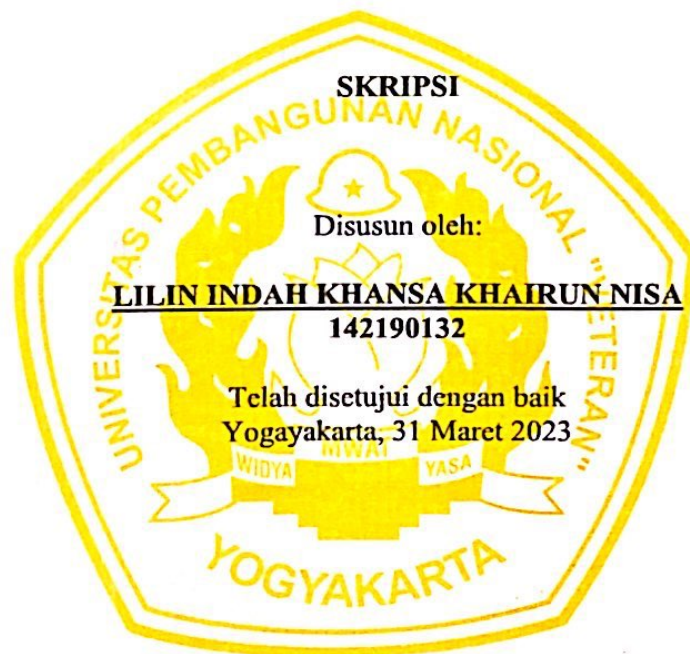 SKRIPSI
UNIVERSITAS PEMBANGUNAN NASIONAL "VETERAN"
Disusun oleh:
LILIN INDAH KHANSA KHAIRUN NISA
142190132
Telah disetujui dengan baik
Yogayakarta, 31 Maret 2023
WIDYA MWAT YASA
YOGYAKARTA